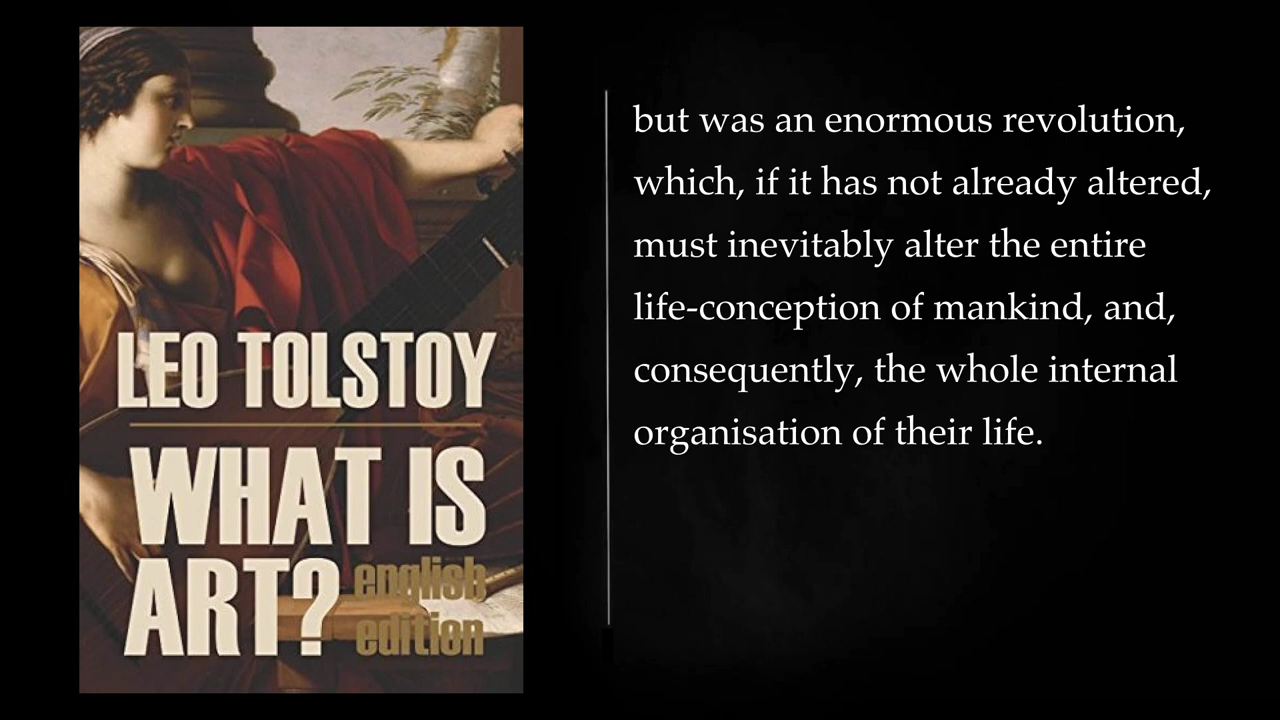 LEO TOLSTOY
WHAT IS
ART?
english
edition
but was an enormous revolution,
which, if it has not already altered,
must inevitably alter the entire
life-conception of mankind, and,
consequently, the whole internal
organisation of their life.